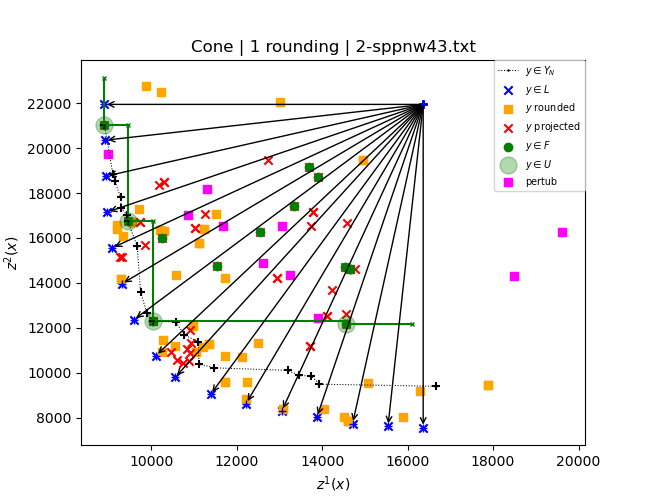 Cone | 1 rounding | 2-sppnw43.txt
z²(x)
22000
20000
18000
16000
14000
12000
10000
8000
10000 12000 14000 16000 18000 20000
z¹(x)
y ∈ Y_N
y ∈ L
y rounded
y projected
y ∈ F
y ∈ U
pertub